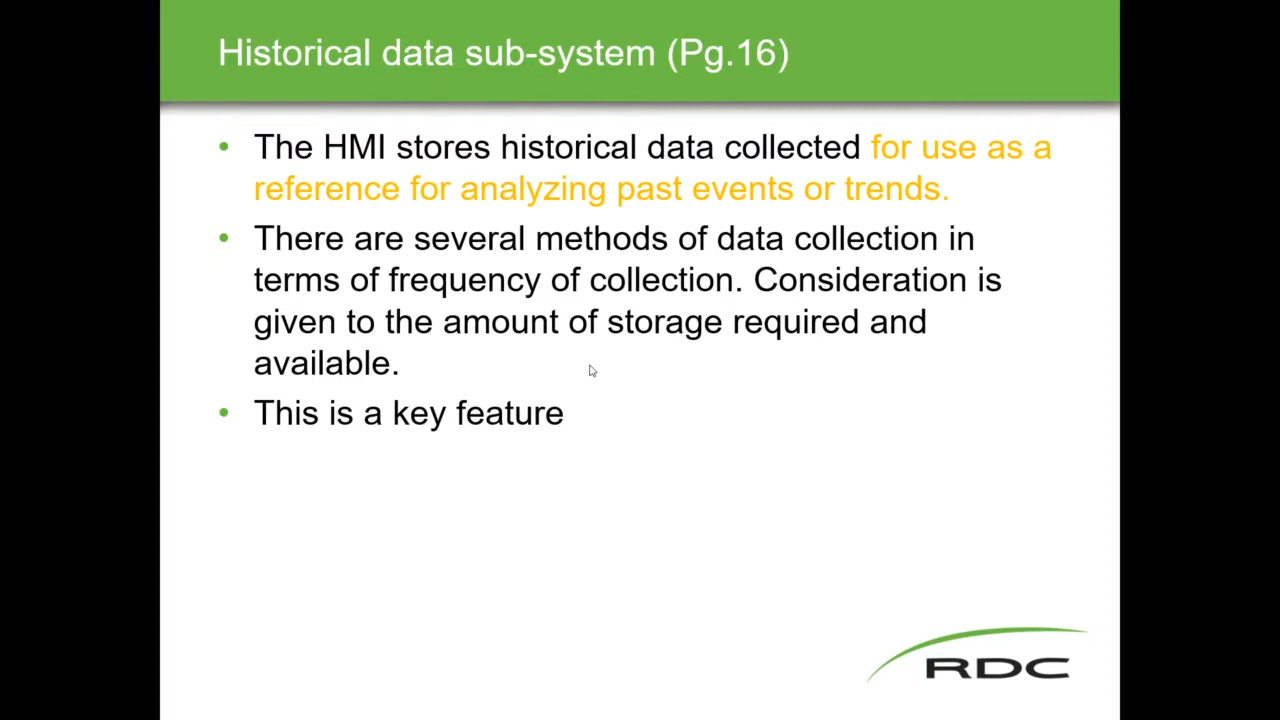 Historical data sub-system (Pg.16)
• The HMI stores historical data collected for use as a
reference for analyzing past events or trends.
• There are several methods of data collection in
terms of frequency of collection. Consideration is
given to the amount of storage required and
available.
• This is a key feature
RDC